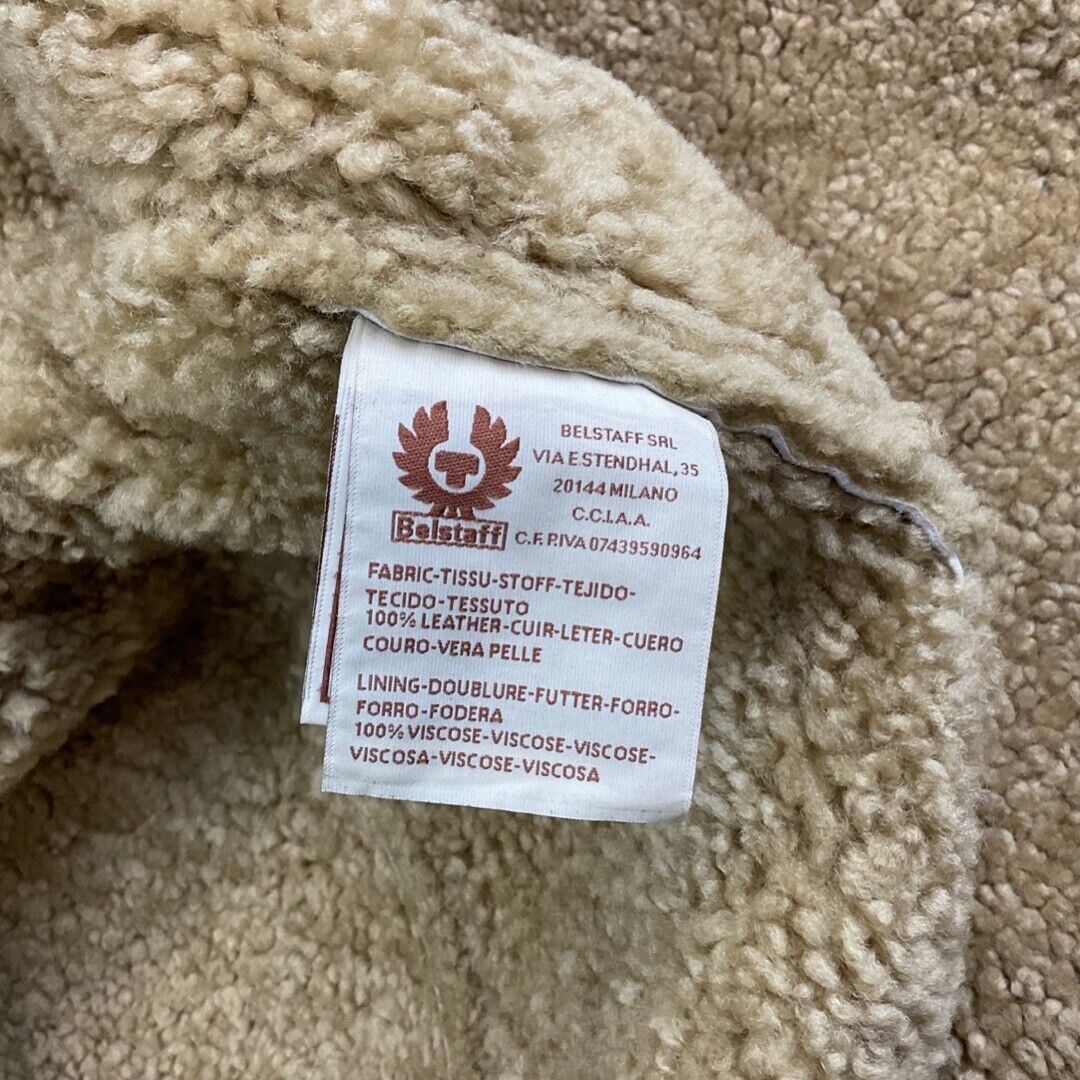 Belstaff
BELSTAFF SRL
VIA E.STENDHAL, 35
20144 MILANO
C.C.I.A.A.
C.F. P.IVA 07439590964
FABRIC-TISSU-STOFF-TEJIDO-
TECIDO-TESSUTO
100% LEATHER-CUIR-LETER-CUERO
COURO-VERA PELLE
LINING-DOUBLURE-FUTTER-FORRO-
FORRO-FODERA
100% VISCOSE-VISCOSE-VISCOSE-
VISCOSA-VISCOSE-VISCOSA